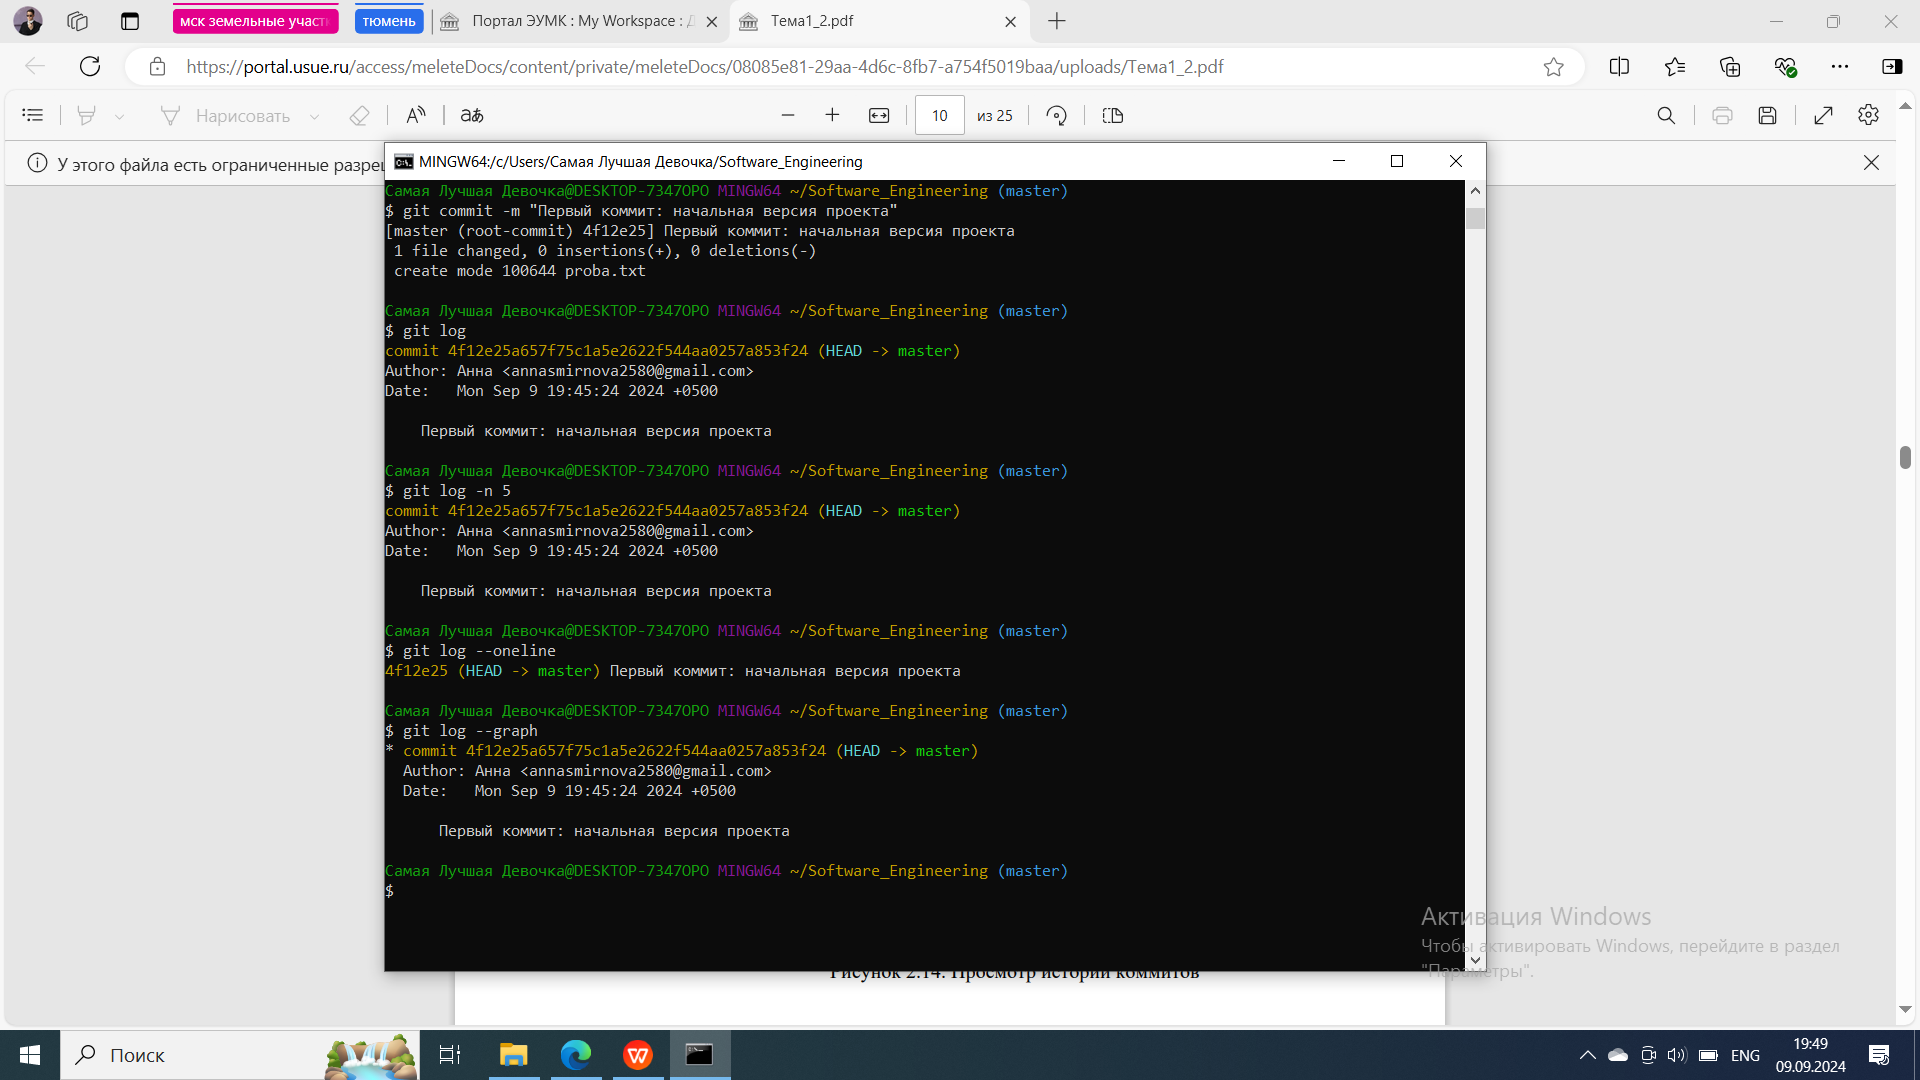 мск земельные участ
тюмень
Портал ЭУМК : My Workspace : Д
Тема1_2.pdf
https://portal.usue.ru/access/meleteDocs/content/private/meleteDocs/08085e81-29aa-4d6c-8fb7-a754f5019baa/uploads/Тема1_2.pdf
Нарисовать
aあ
10
из 25
У этого файла есть ограниченные
MINGW64:/c/Users/Самая Лучшая Девочка/Software_Engineering
Самая Лучшая Девочка@DESKTOP-7347OPO MINGW64 ~/Software_Engineering (master)
$ git commit -m "Первый коммит: начальная версия проекта"
[master (root-commit) 4f12e25] Первый коммит: начальная версия проекта
1 file changed, 0 insertions(+), 0 deletions(-)
create mode 100644 proba.txt
Самая Лучшая Девочка@DESKTOP-7347OPO MINGW64 ~/Software_Engineering (master)
$ git log
commit 4f12e25a657f75c1a5e2622f544aa0257a853f24 (HEAD -> master)
Author: Анна <annasmirnova2580@gmail.com>
Date:   Mon Sep 9 19:45:24 2024 +0500
Первый коммит: начальная версия проекта
Самая Лучшая Девочка@DESKTOP-7347OPO MINGW64 ~/Software_Engineering (master)
$ git log -n 5
commit 4f12e25a657f75c1a5e2622f544aa0257a853f24 (HEAD -> master)
Author: Анна <annasmirnova2580@gmail.com>
Date:   Mon Sep 9 19:45:24 2024 +0500
Первый коммит: начальная версия проекта
Самая Лучшая Девочка@DESKTOP-7347OPO MINGW64 ~/Software_Engineering (master)
$ git log --oneline
4f12e25 (HEAD -> master) Первый коммит: начальная версия проекта
Самая Лучшая Девочка@DESKTOP-7347OPO MINGW64 ~/Software_Engineering (master)
$ git log --graph
* commit 4f12e25a657f75c1a5e2622f544aa0257a853f24 (HEAD -> master)
Author: Анна <annasmirnova2580@gmail.com>
Date:   Mon Sep 9 19:45:24 2024 +0500
Первый коммит: начальная версия проекта
Самая Лучшая Девочка@DESKTOP-7347OPO MINGW64 ~/Software_Engineering (master)
$
Активация Windows
Чтобы активировать Windows, перейдите в раздел
"Параметры".
Рисунок 2.14. Просмотр истории коммитов
Поиск
ENG
19:49
09.09.2024